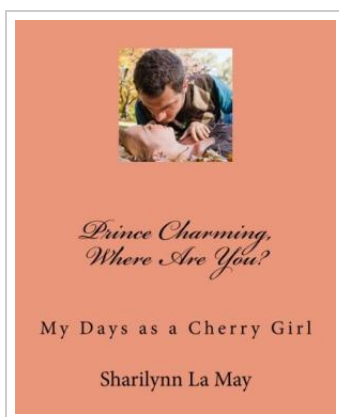 Prince Charming,
Where Are You?
My Days as a Cherry Girl
Sharilynn La May